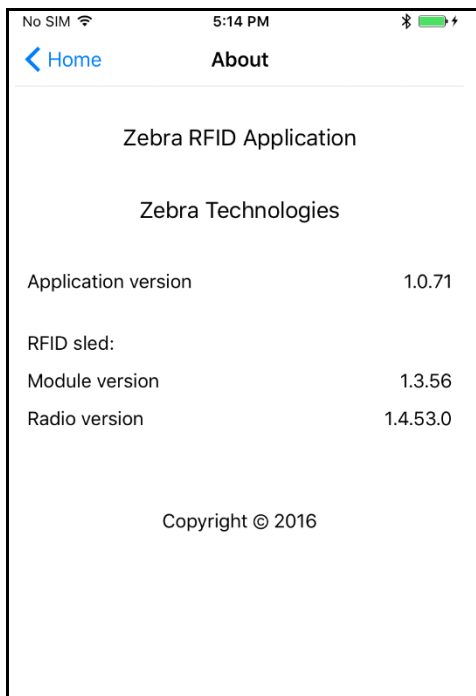 No SIM 5:14 PM
Home About
Zebra RFID Application
Zebra Technologies
Application version 1.0.71
RFID sled:
Module version 1.3.56
Radio version 1.4.53.0
Copyright © 2016